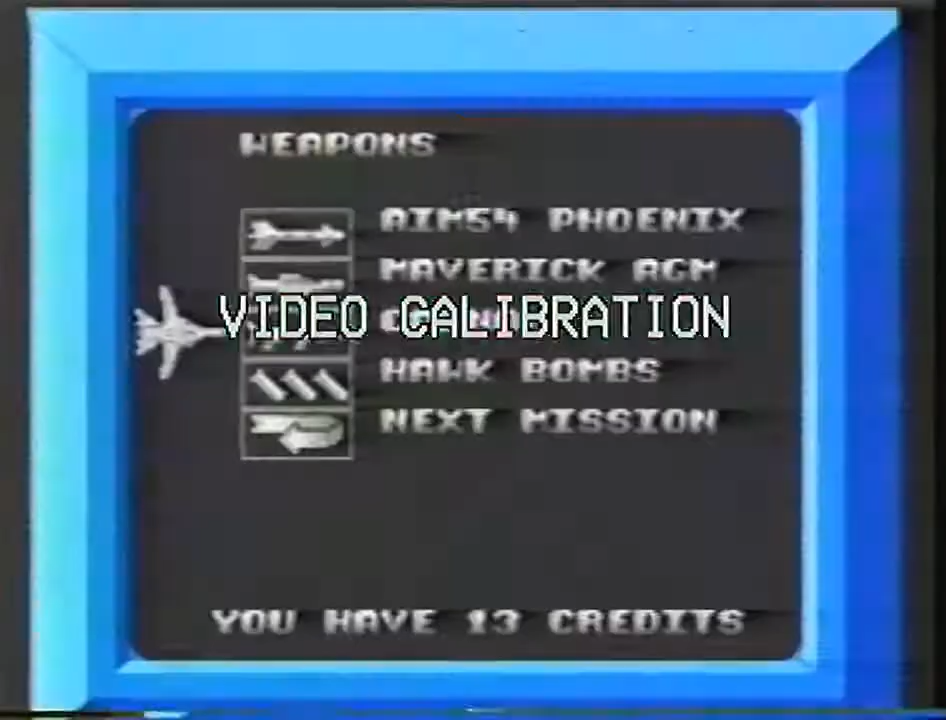 WEAPONS
AIM54 PHOENIX
MAVERICK AGM
VIDEO CALIBRATION
HAWK BOMBS
NEXT MISSION
YOU HAVE 13 CREDITS